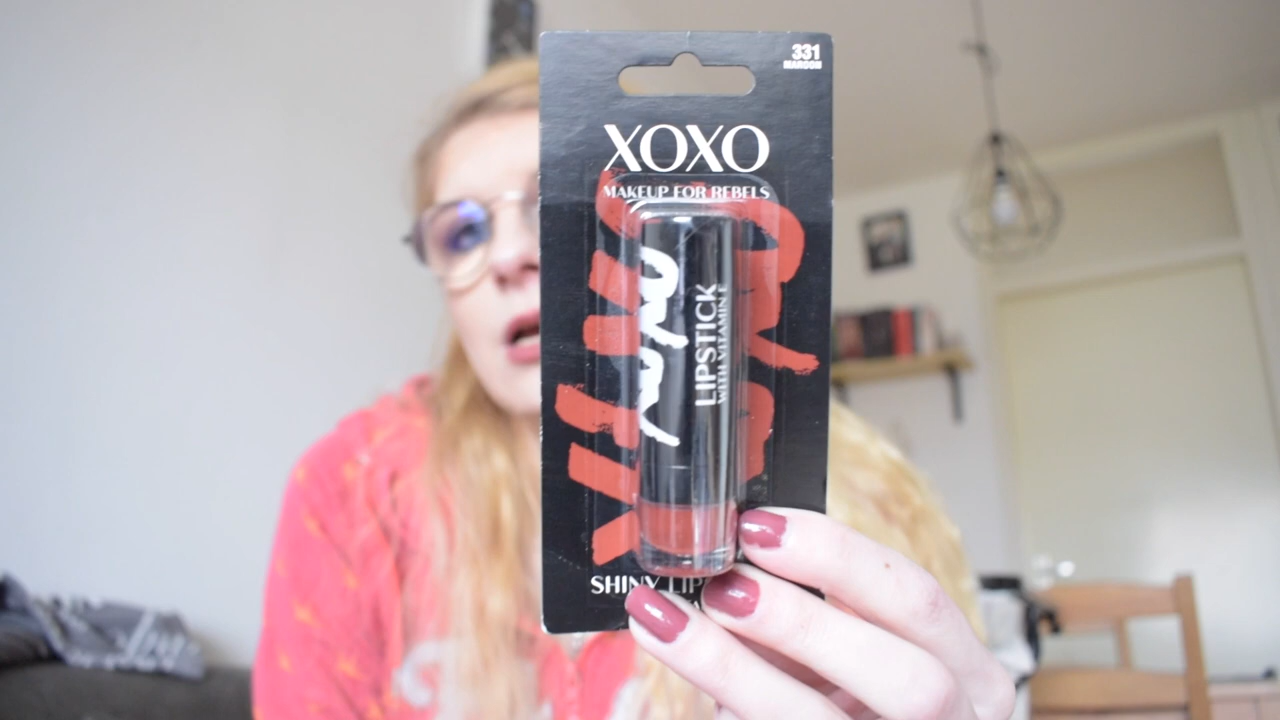 331
MAROON
XOXO
MAKEUP FOR REBELS
xoxo
LIPSTICK
WITH VITAMIN E
SHINY LIP